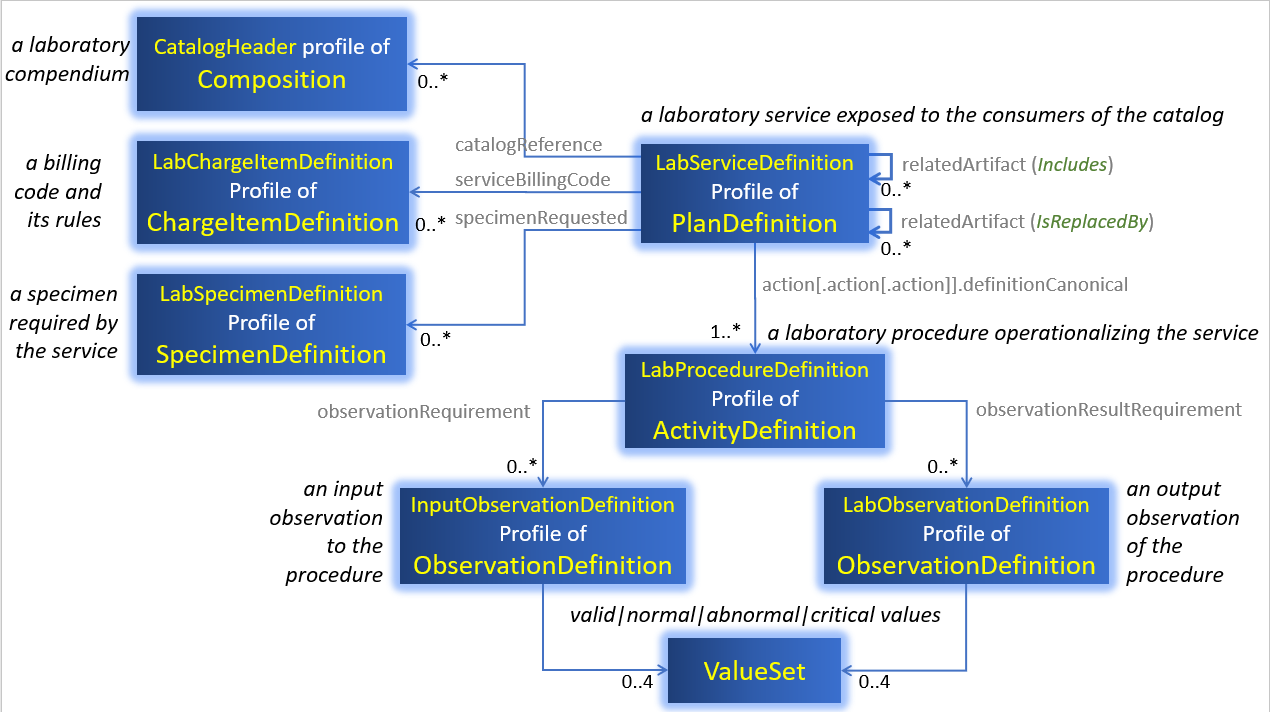 a laboratory
compendium
CatalogHeader profile of
Composition
0..*
a laboratory service exposed to the consumers of the catalog
catalogReference
serviceBillingCode
specimenRequested
a billing
code and
its rules
LabChargeItemDefinition
Profile of
ChargeItemDefinition
0..*
LabServiceDefinition
Profile of
PlanDefinition
relatedArtifact (Includes)
0..*
relatedArtifact (IsReplacedBy)
0..*
a specimen
required by
the service
LabSpecimenDefinition
Profile of
SpecimenDefinition
0..*
action[.action[.action]].definitionCanonical
1..*
a laboratory procedure operationalizing the service
LabProcedureDefinition
Profile of
ActivityDefinition
observationRequirement
observationResultRequirement
0..*
0..*
an input
observation
to the
procedure
InputObservationDefinition
Profile of
ObservationDefinition
LabObservationDefinition
Profile of
ObservationDefinition
an output
observation
of the
procedure
valid|normal|abnormal|critical values
0..4
ValueSet
0..4